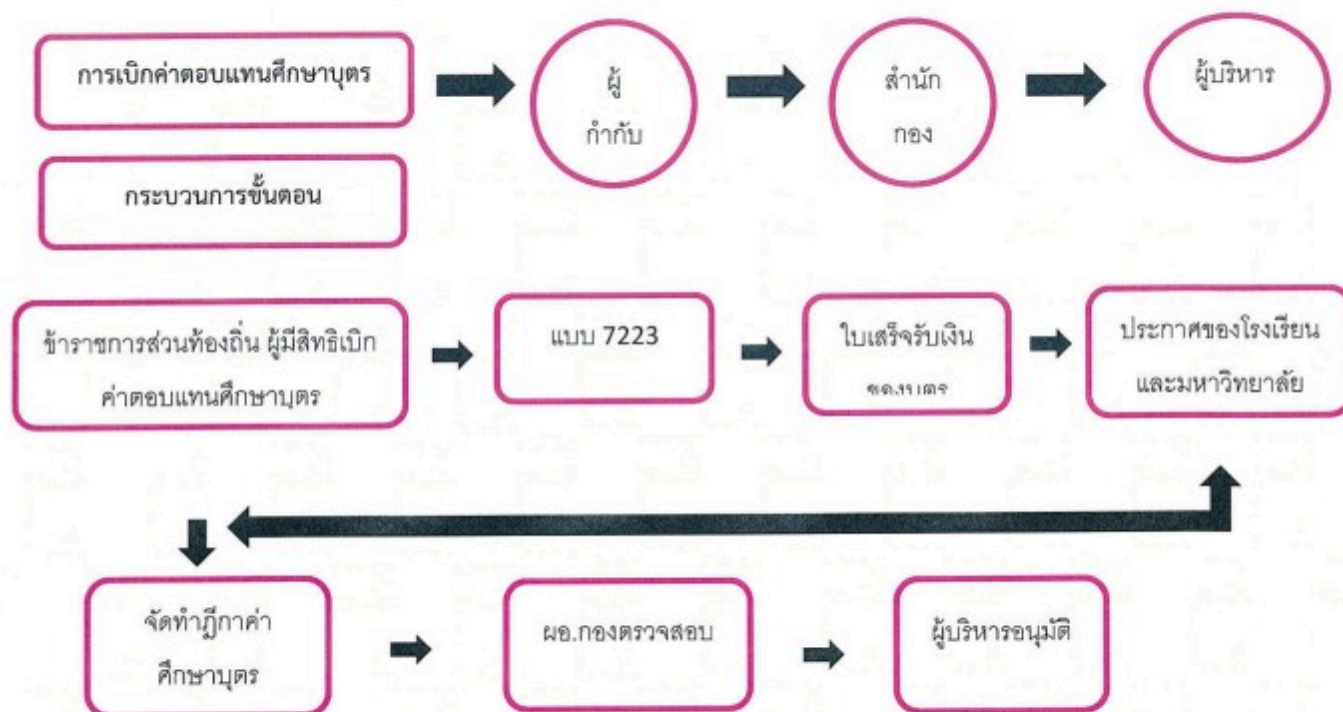 การเบิกค่าตอบแทนศึกษาบุตร
ผู้
กำกับ
สำนัก
กอง
ผู้บริหาร
กระบวนการขั้นตอน
ข้าราชการส่วนท้องถิ่น ผู้มีสิทธิเบิก
ค่าตอบแทนศึกษาบุตร
แบบ 7223
ใบเสร็จรับเงิน
ของบุตร
ประกาศของโรงเรียน
และมหาวิทยาลัย
จัดทำฎีกาค่า
ศึกษาบุตร
ผอ.กองตรวจสอบ
ผู้บริหารอนุมัติ